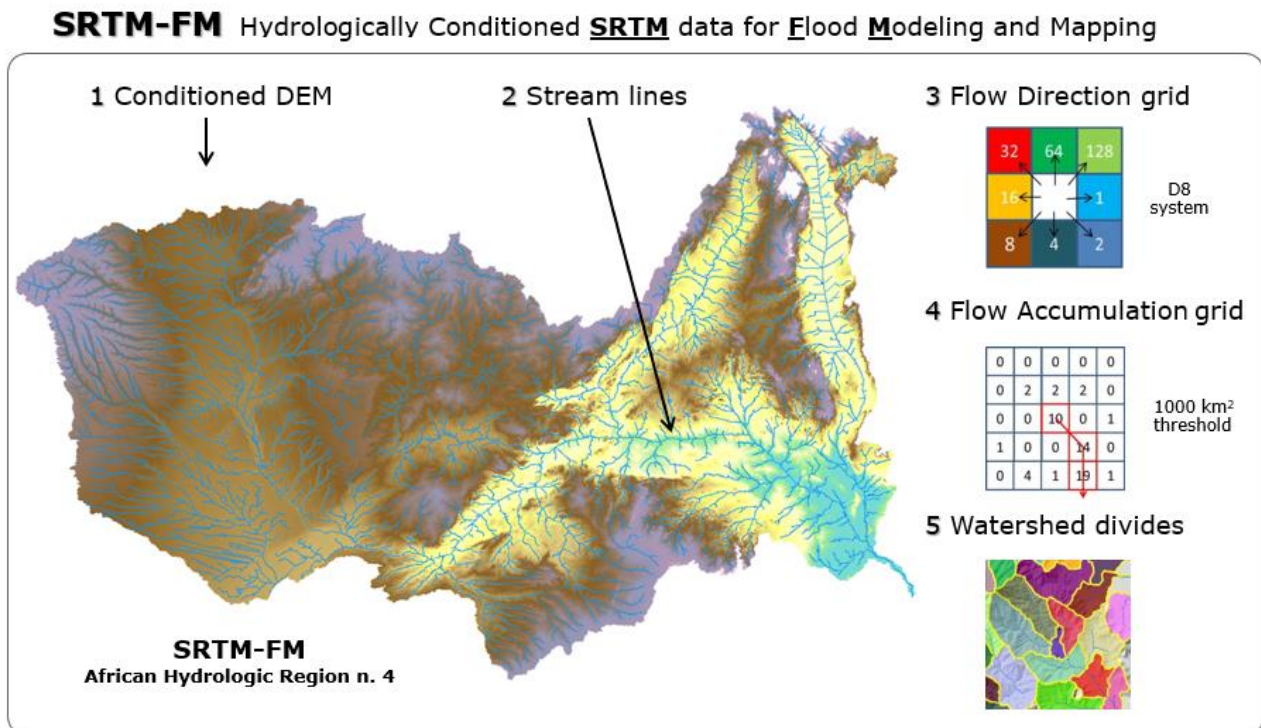 SRTM-FM Hydrologically Conditioned SRTM data for Flood Modeling and Mapping
1 Conditioned DEM
2 Stream lines
3 Flow Direction grid
32 64 128
16 1
8 4 2
D8
system
4 Flow Accumulation grid
0 0 0 0 0
0 2 2 2 0
0 0 10 0 1
1 0 0 14 0
0 4 1 19 1
1000 km²
threshold
5 Watershed divides
SRTM-FM
African Hydrologic Region n. 4